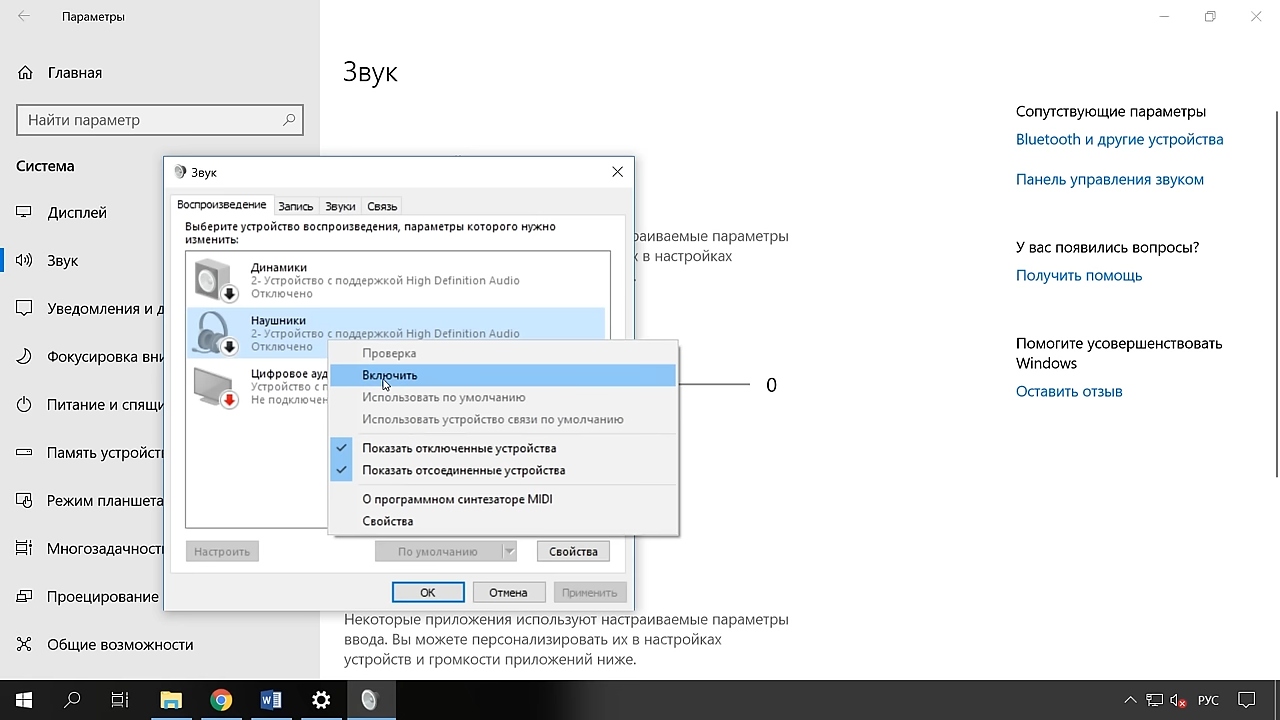 Параметры
Главная
Найти параметр
Система
Дисплей
Звук
Уведомления и д
Фокусировка вни
Питание и спящи
Память устройств
Режим планшета
Многозадачност
Проецирование
Общие возможности
Звук
раиваемые параметры
х в настройках
0
Некоторые приложения используют настраиваемые параметры
ввода. Вы можете персонализировать их в настройках
устройств и громкости приложений ниже.
Сопутствующие параметры
Bluetooth и другие устройства
Панель управления звуком
У вас появились вопросы?
Получить помощь
Помогите усовершенствовать
Windows
Оставить отзыв
Звук
Воспроизведение
Запись
Звуки
Связь
Выберите устройство воспроизведения, параметры которого нужно
изменить:
Динамики
2- Устройство с поддержкой High Definition Audio
Отключено
Наушники
2- Устройство с поддержкой High Definition Audio
Отключено
Цифровое ауд
Устройство с п
Не подключен
Проверка
Включить
Использовать по умолчанию
Использовать устройство связи по умолчанию
Показать отключенные устройства
Показать отсоединенные устройства
О программном синтезаторе MIDI
Свойства
Настроить
По умолчанию
Свойства
ОК
Отмена
Применить
РУС